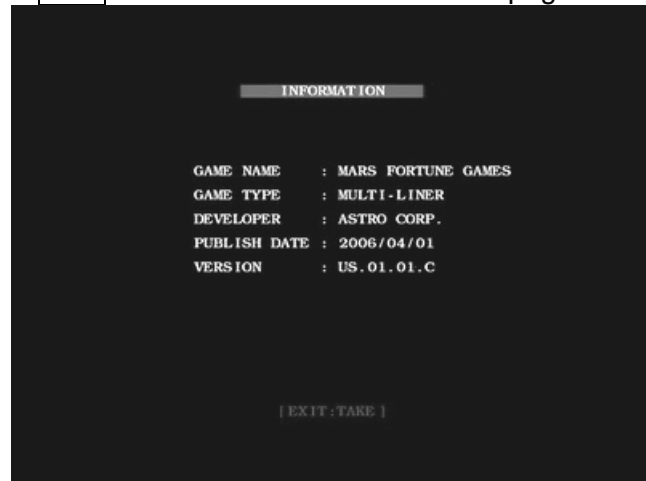 INFORMATION
GAME NAME : MARS FORTUNE GAMES
GAME TYPE : MULTI-LINER
DEVELOPER : ASTRO CORP.
PUBLISH DATE : 2006/04/01
VERSION : US.01.01.C
[ EXIT:TAKE ]